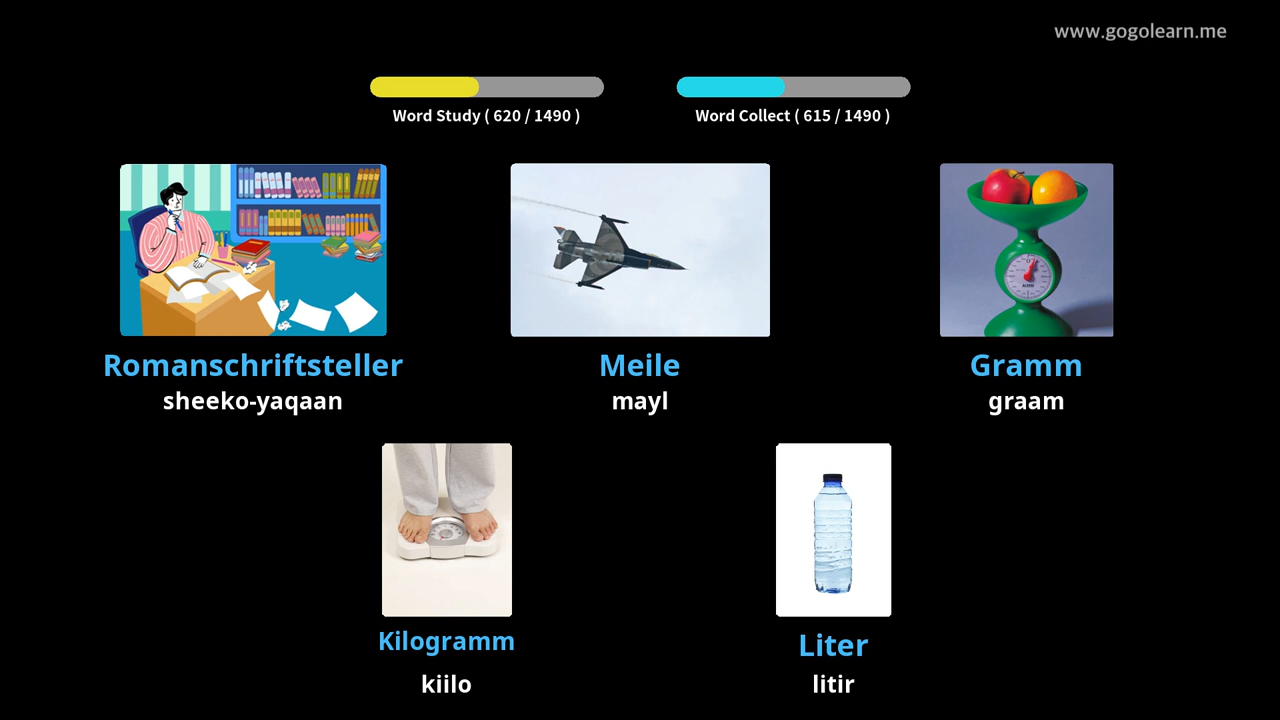 www.gogolearn.me
Word Study ( 620 / 1490 )
Word Collect ( 615 / 1490 )
Romanschriftsteller
sheeko-yaqaan
Meile
mayl
Gramm
graam
Kilogramm
kiilo
Liter
litir